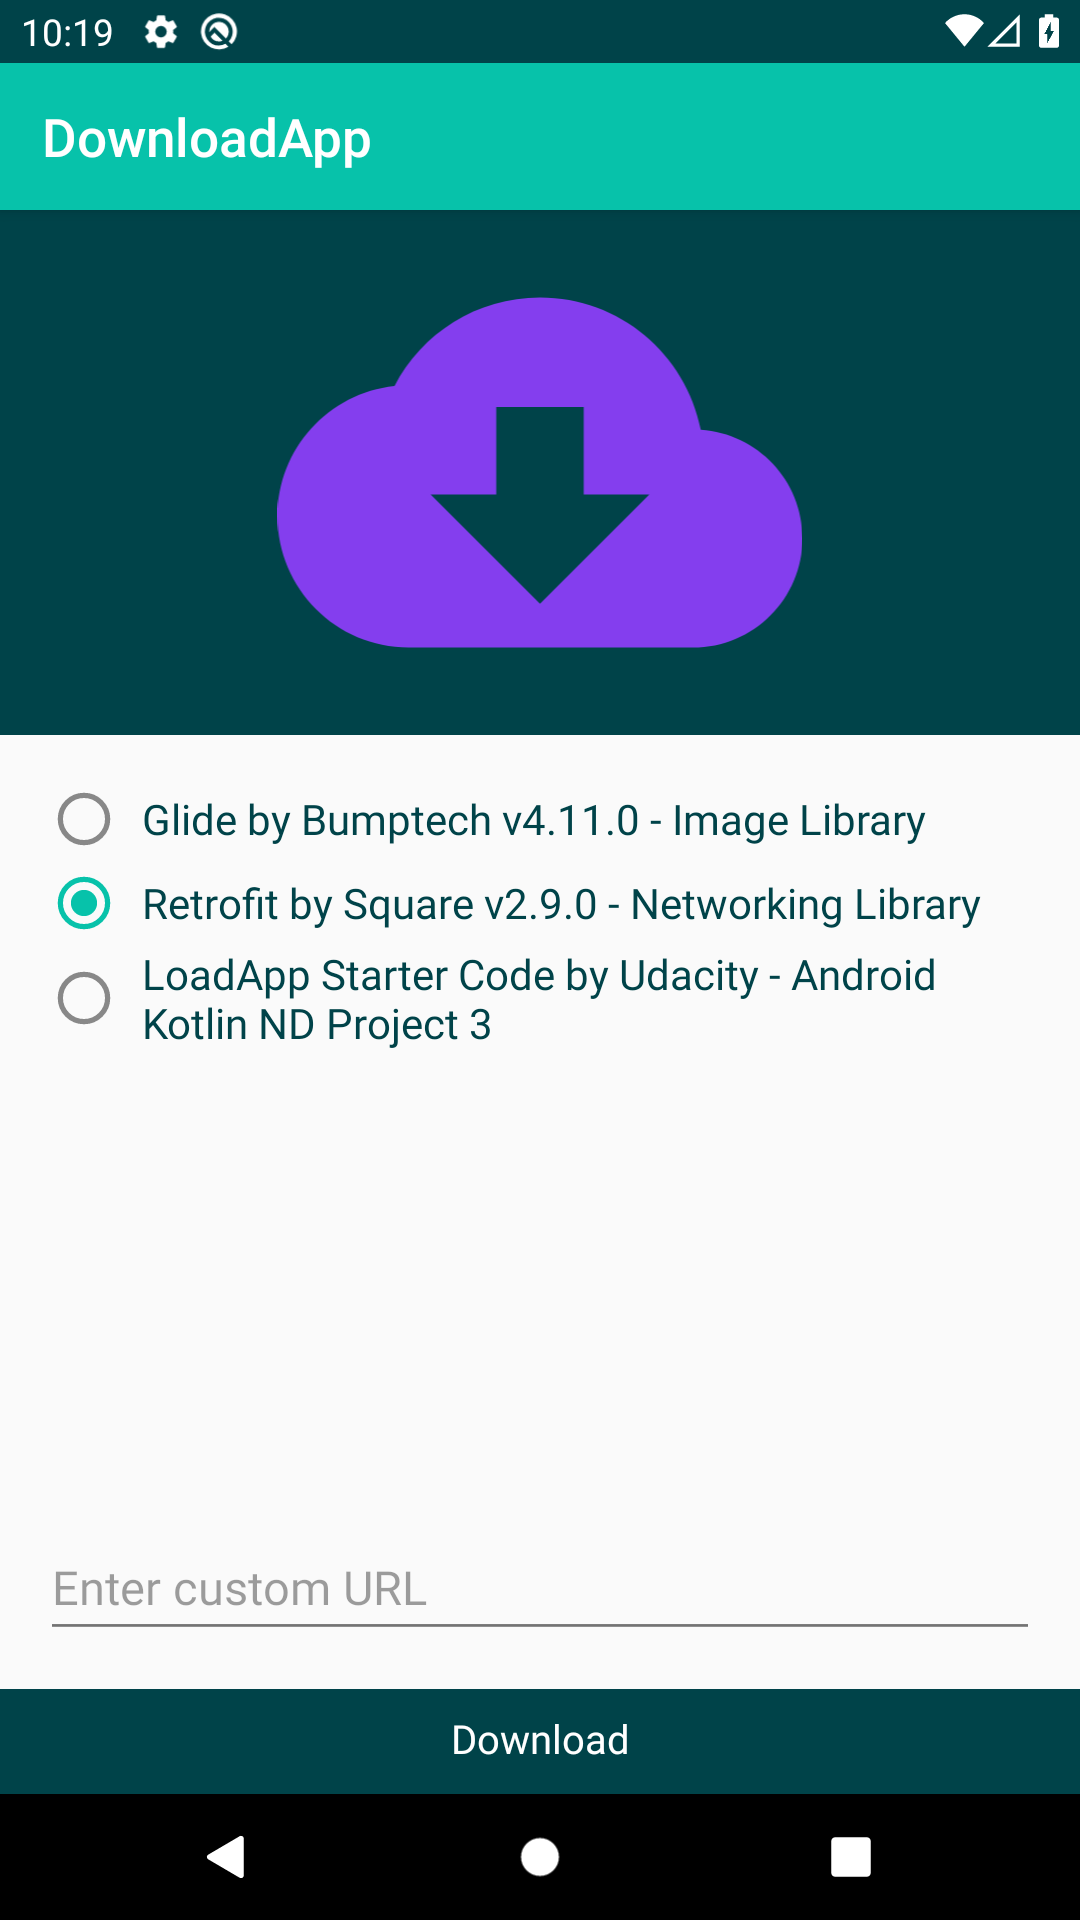 10:19
DownloadApp
Glide by Bumptech v4.11.0 - Image Library
Retrofit by Square v2.9.0 - Networking Library
LoadApp Starter Code by Udacity - Android
Kotlin ND Project 3
Enter custom URL
Download